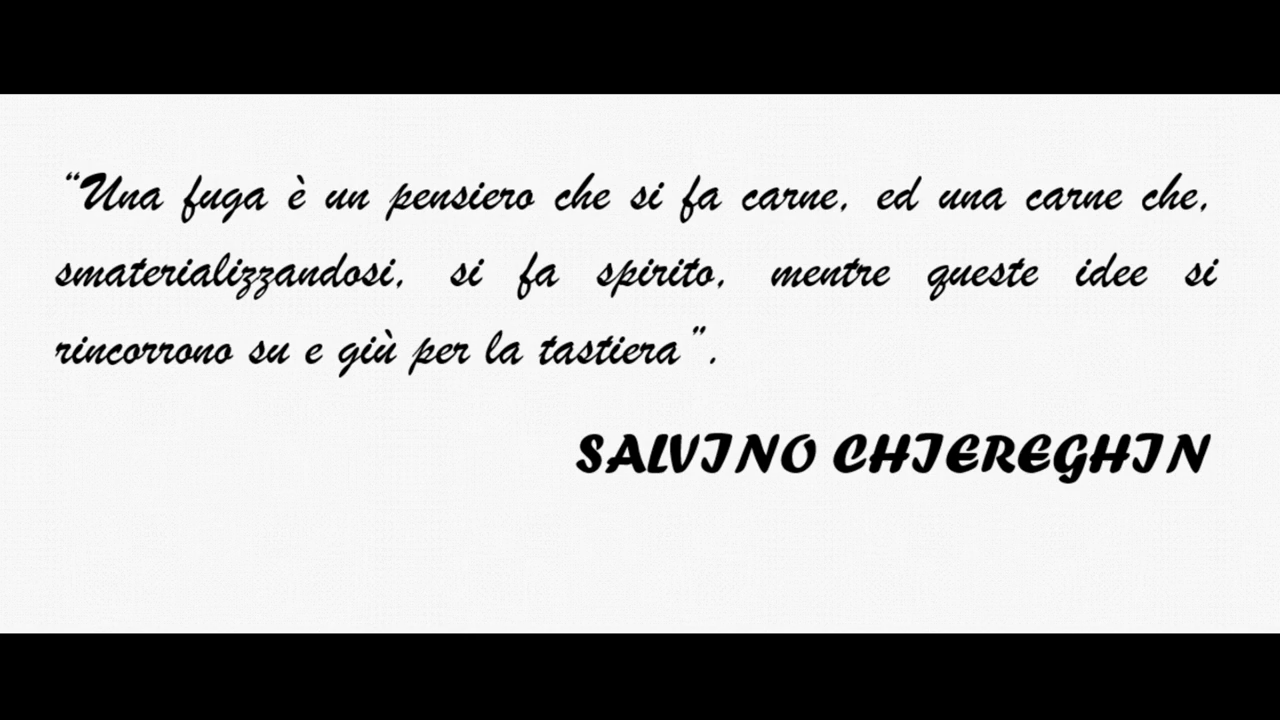 “Una fuga è un pensiero che si fa carne, ed una carne che,
smaterializzandosi, si fa spirito, mentre queste idee si
rincorrono su e giù per la tastiera”.
SALVINO CHIEREGHIN